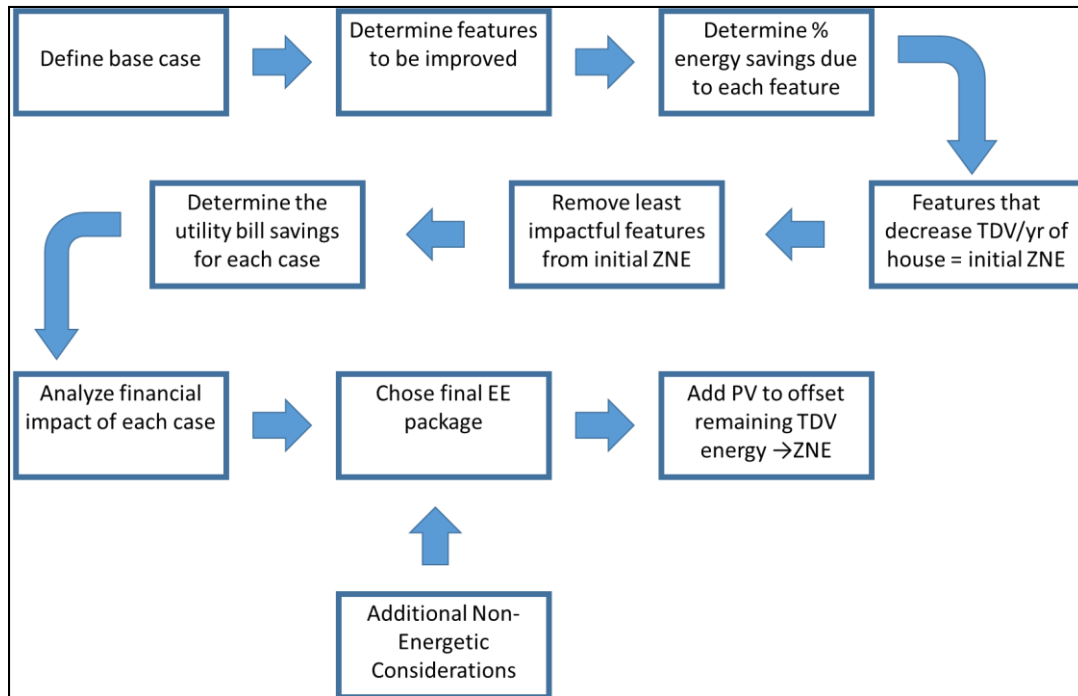 Define base case
Determine features
to be improved
Determine %
energy savings due
to each feature
Features that
decrease TDV/yr of
house = initial ZNE
Remove least
impactful features
from initial ZNE
Determine the
utility bill savings
for each case
Analyze financial
impact of each case
Chose final EE
package
Add PV to offset
remaining TDV
energy →ZNE
Additional Non-
Energetic
Considerations